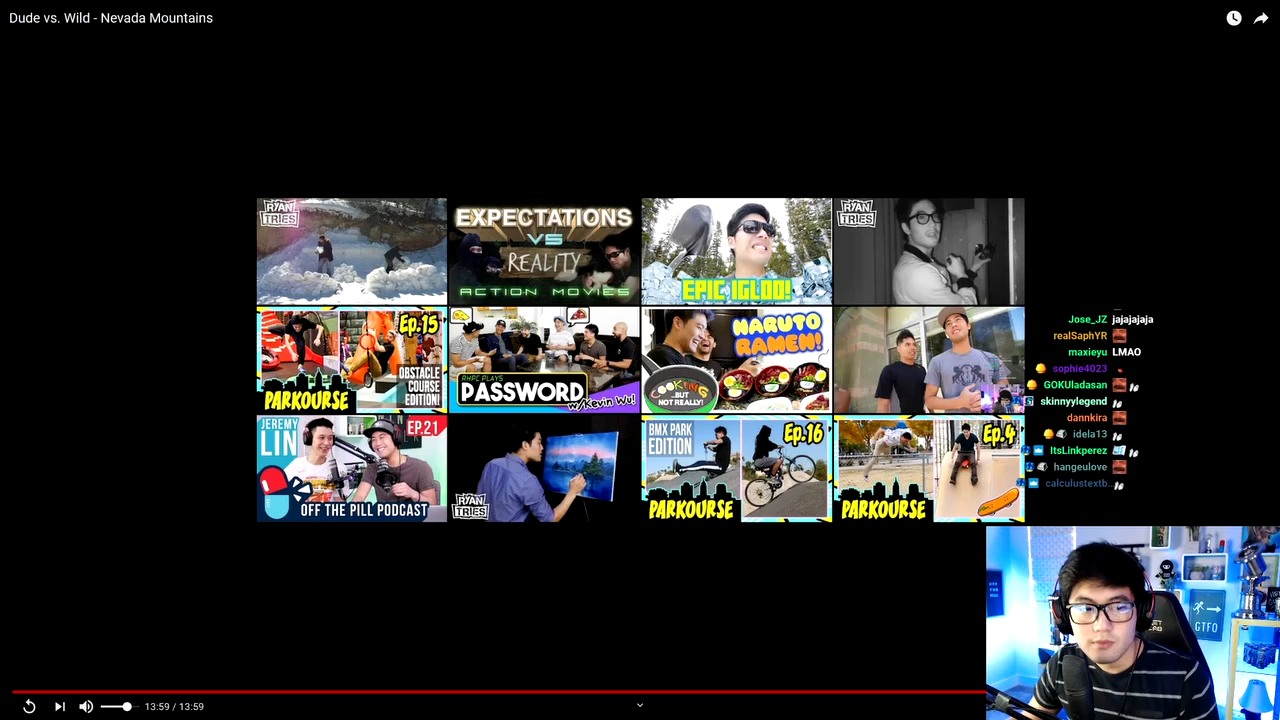 Dude vs. Wild - Nevada Mountains
RYAN
TRIES
EXPECTATIONS
VS
REALITY
ACTION MOVIES
EPIC IGLOO!
RYAN
TRIES
Ep.15
OBSTACLE
COURSE
EDITION!
PARKOURSE
RHPC PLAYS
PASSWORD
w/Kevin Wu!
NARUTO
RAMEN!
COOKING
...BUT
NOT REALLY!
JEREMY
LIN
EP.21
OFF THE PILL PODCAST
RYAN
TRIES
BMX PARK
EDITION
Ep.16
PARKOURSE
Ep.4
PARKOURSE
Jose_JZ jajajajaja
realSaphYR
maxieyu LMAO
sophie4023
GOKUladasan
skinnyylegend
dannkira
idela13
ItsLinkperez
hangeulove
calculustextb...
GTFO
13:59 / 13:59